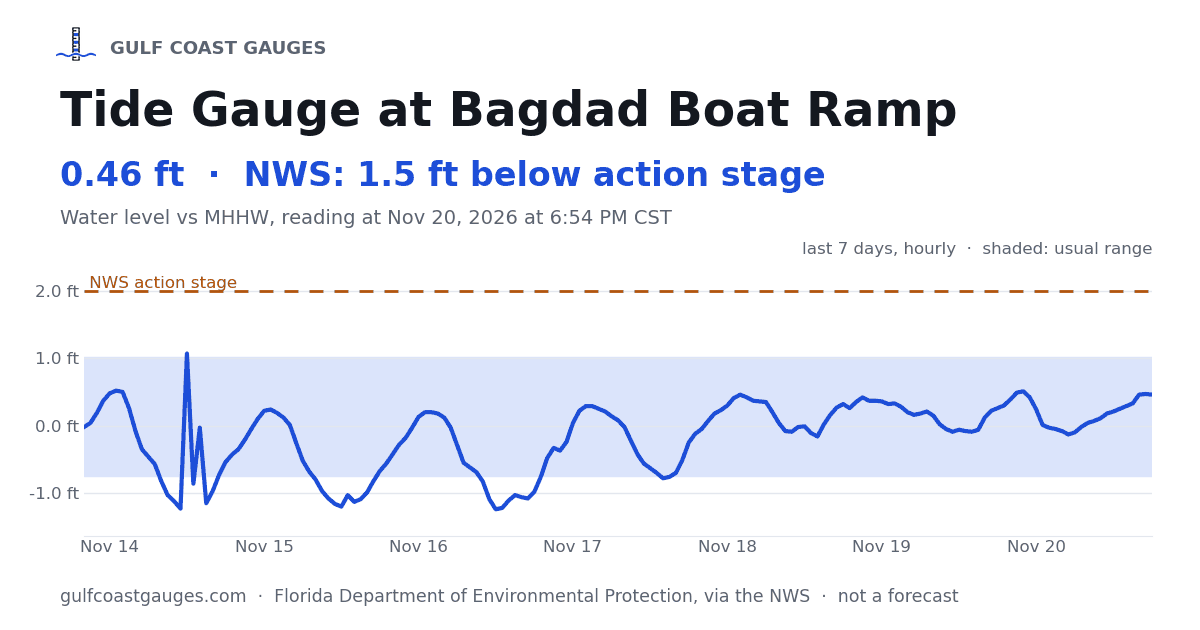 GULF COAST GAUGES
Tide Gauge at Bagdad Boat Ramp
0.46 ft · NWS: 1.5 ft below action stage
Water level vs MHHW, reading at Nov 20, 2026 at 6:54 PM CST
last 7 days, hourly · shaded: usual range
NWS action stage
2.0 ft
1.0 ft
0.0 ft
-1.0 ft
Nov 14 Nov 15 Nov 16 Nov 17 Nov 18 Nov 19 Nov 20
gulfcoastgauges.com · Florida Department of Environmental Protection, via the NWS · not a forecast